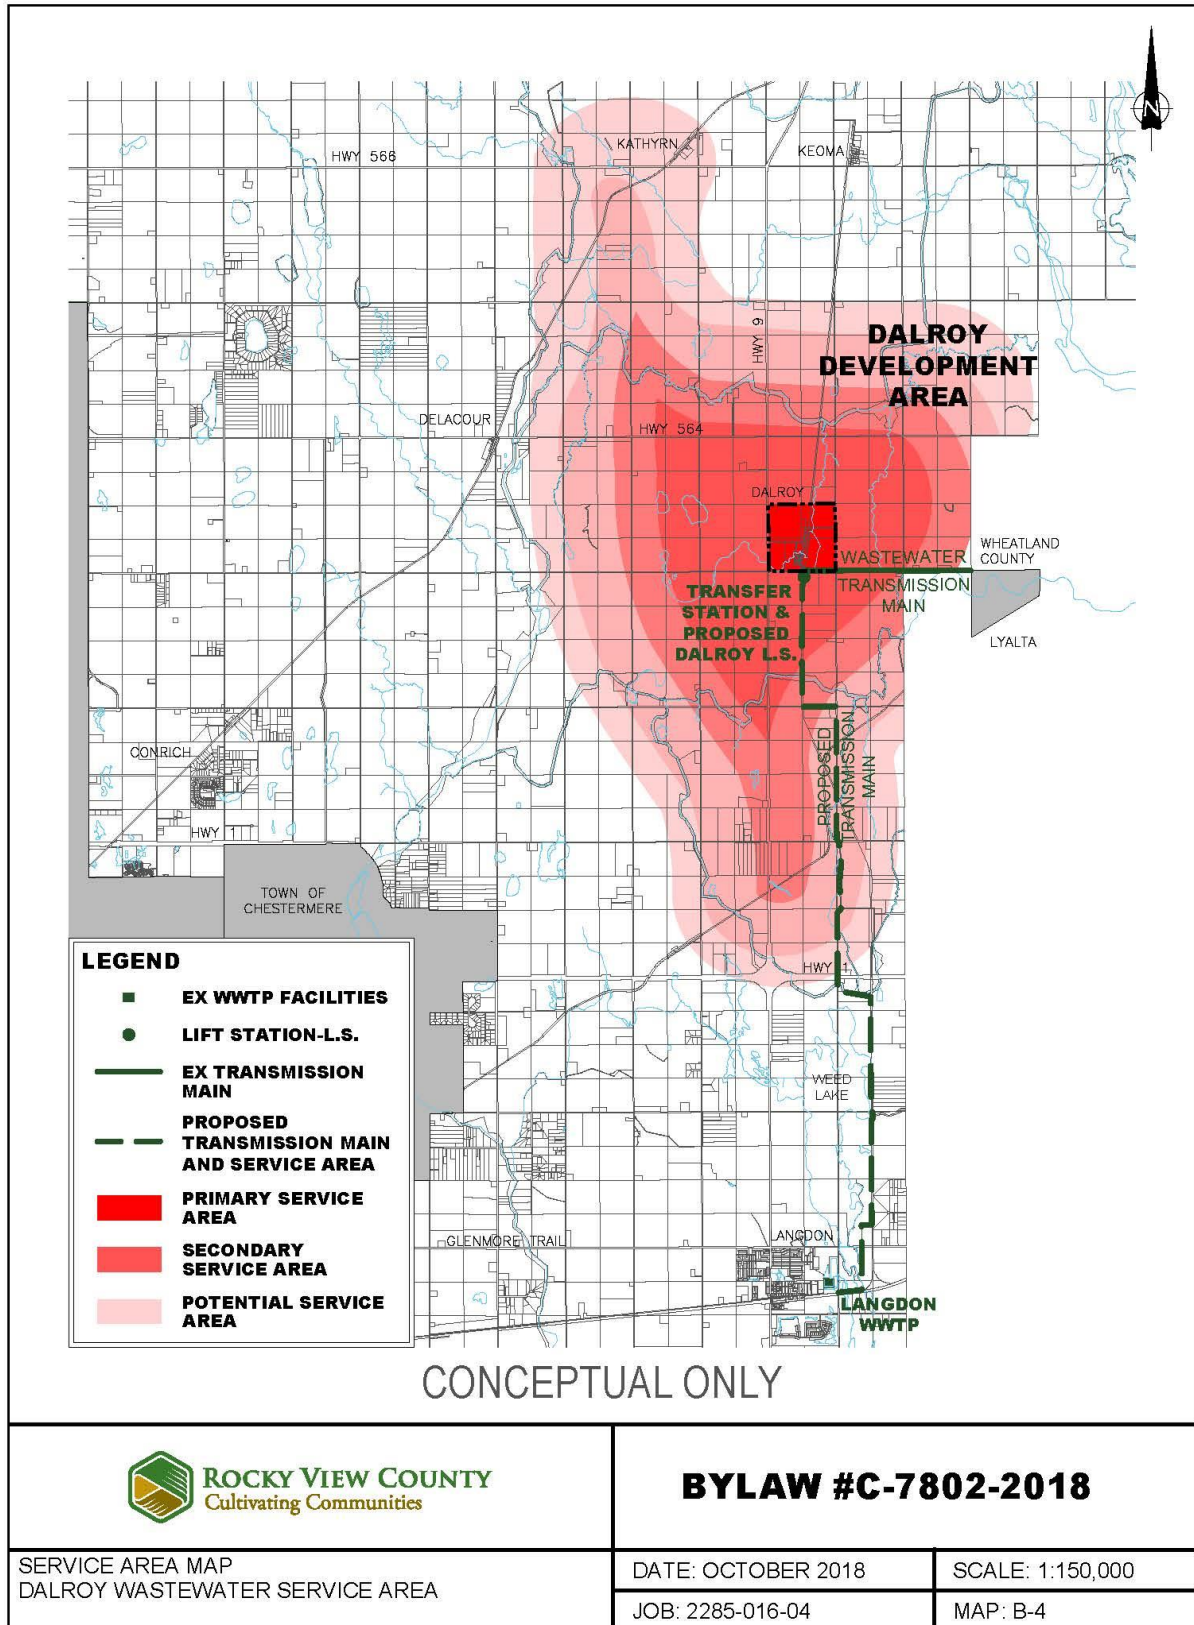 N
HWY 566
KATHYRN
KEOMA
HWY 9
DALROY
DEVELOPMENT
AREA
DELACOUR
HWY 564
DALROY
WASTEWATER
TRANSMISSION
MAIN
WHEATLAND
COUNTY
LYALTA
TRANSFER
STATION &
PROPOSED
DALROY L.S.
PROPOSED
TRANSMISSION
MAIN
CONRICH
HWY 1
TOWN OF
CHESTERMERE
HWY 1
WEED
LAKE
GLENMORE TRAIL
LANGDON
LANGDON
WWTP
LEGEND
EX WWTP FACILITIES
LIFT STATION-L.S.
EX TRANSMISSION
MAIN
PROPOSED
TRANSMISSION MAIN
AND SERVICE AREA
PRIMARY SERVICE
AREA
SECONDARY
SERVICE AREA
POTENTIAL SERVICE
AREA
CONCEPTUAL ONLY
ROCKY VIEW COUNTY
Cultivating Communities
BYLAW #C-7802-2018
SERVICE AREA MAP
DALROY WASTEWATER SERVICE AREA
DATE: OCTOBER 2018
SCALE: 1:150,000
JOB: 2285-016-04
MAP: B-4